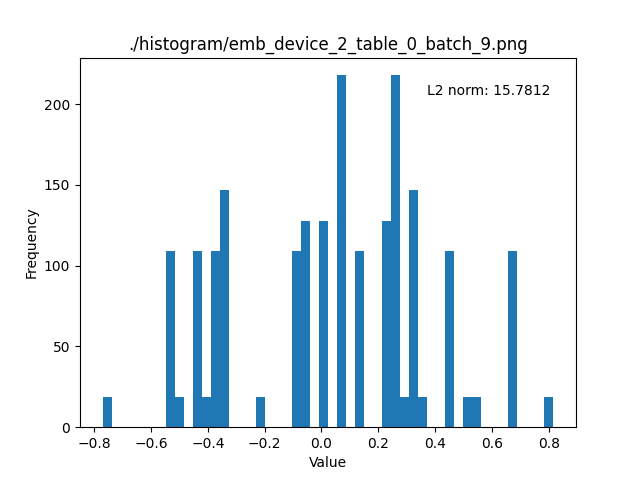 ./histogram/emb_device_2_table_0_batch_9.png
L2 norm: 15.7812
200
150
100
50
0
Frequency
−0.8 −0.6 −0.4 −0.2 0.0 0.2 0.4 0.6 0.8
Value